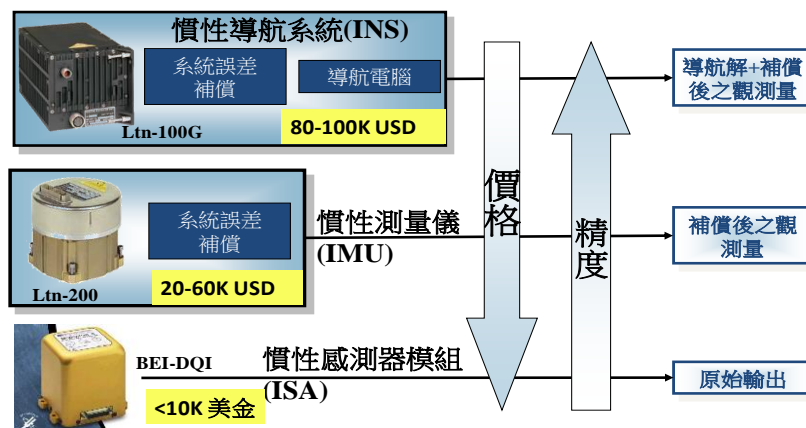 慣性導航系統(INS)
系統誤差
補償
導航電腦
Ltn-100G
80-100K USD
導航解+補償
後之觀測量
系統誤差
補償
慣性測量儀
(IMU)
Ltn-200
20-60K USD
價格
精度
補償後之觀
測量
BEI-DQI
慣性感測器模組
(ISA)
<10K 美金
原始輸出